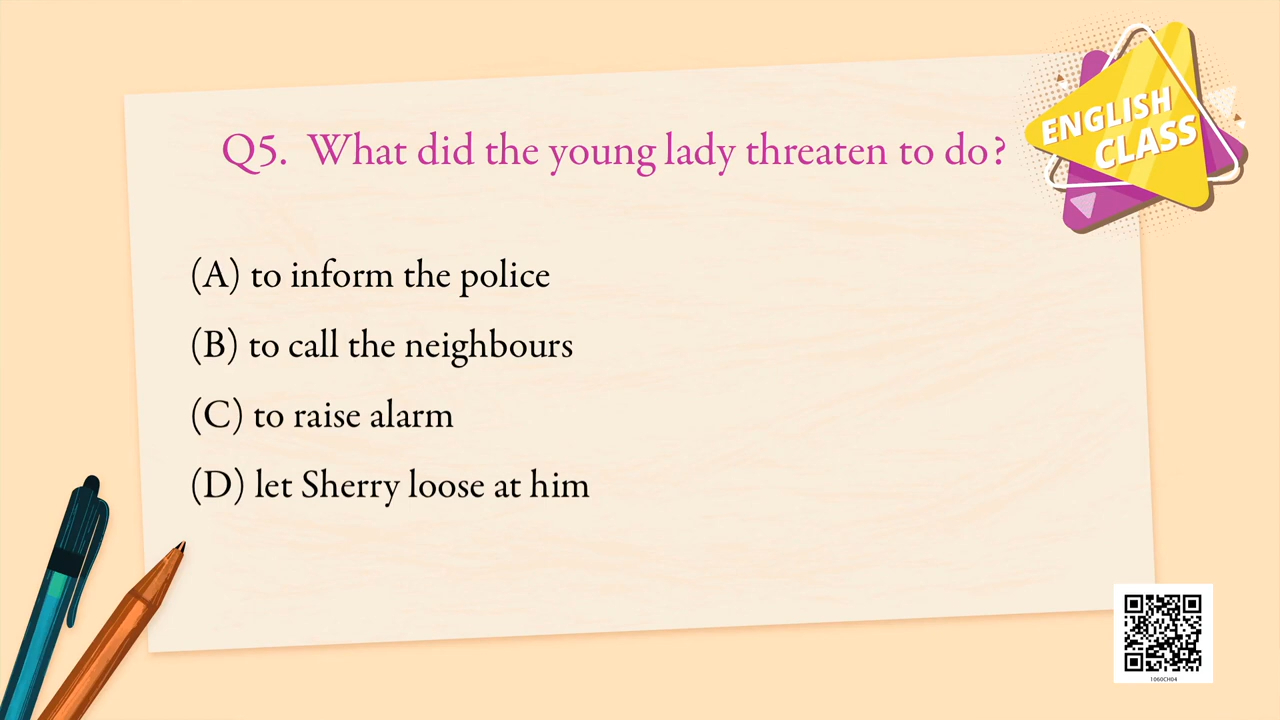 Q5. What did the young lady threaten to do?
ENGLISH
CLASS
(A) to inform the police
(B) to call the neighbours
(C) to raise alarm
(D) let Sherry loose at him
1060CH04